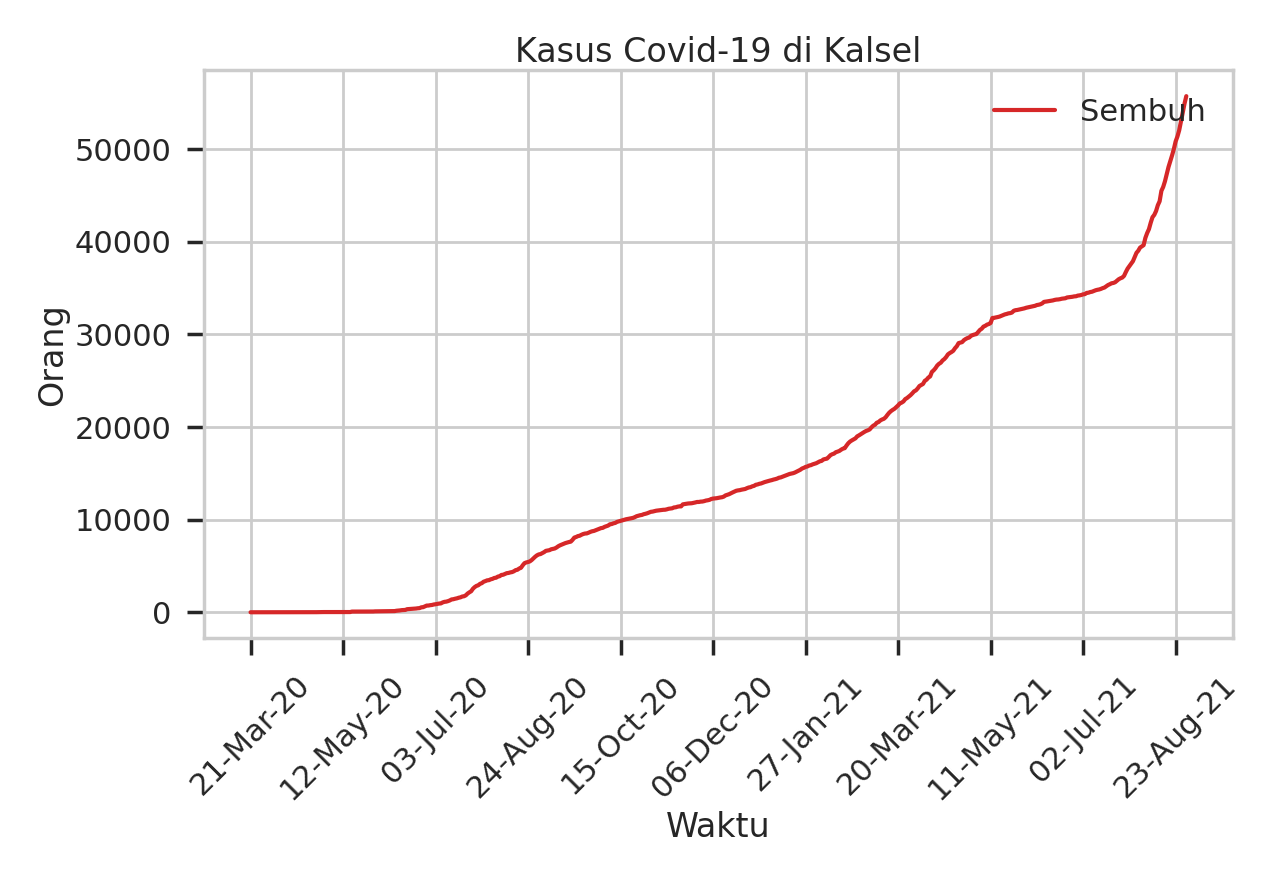 Kasus Covid-19 di Kalsel
Sembuh
Orang
50000
40000
30000
20000
10000
0
21-Mar-20
12-May-20
03-Jul-20
24-Aug-20
15-Oct-20
06-Dec-20
27-Jan-21
20-Mar-21
11-May-21
02-Jul-21
23-Aug-21
Waktu